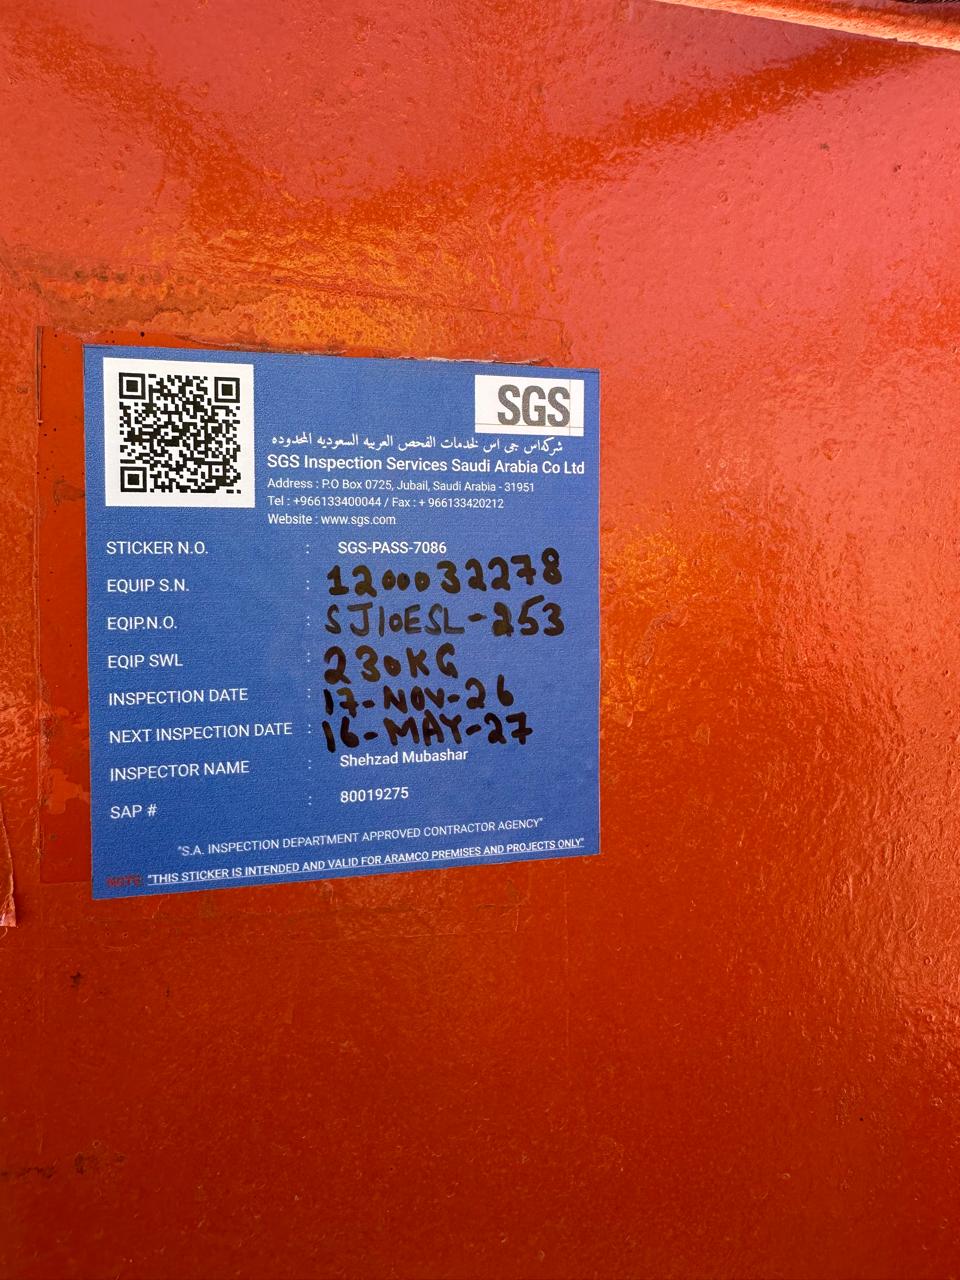 SGS
شركةاس جى اس لخدمات الفحص العربيه السعوديه المحدوده
SGS Inspection Services Saudi Arabia Co Ltd
Address : P.O Box 0725, Jubail, Saudi Arabia - 31951
Tel : +966133400044 / Fax : + 966133420212
Website : www.sgs.com
STICKER N.O. : SGS-PASS-7086
EQUIP S.N. : 1200032278
EQIP.N.O. : SJ10ESL-253
EQIP SWL : 230KG
INSPECTION DATE : 17-NOV-26
NEXT INSPECTION DATE : 16-MAY-27
INSPECTOR NAME : Shehzad Mubashar
SAP # : 80019275
"S.A. INSPECTION DEPARTMENT APPROVED CONTRACTOR AGENCY"
NOTE: "THIS STICKER IS INTENDED AND VALID FOR ARAMCO PREMISES AND PROJECTS ONLY"